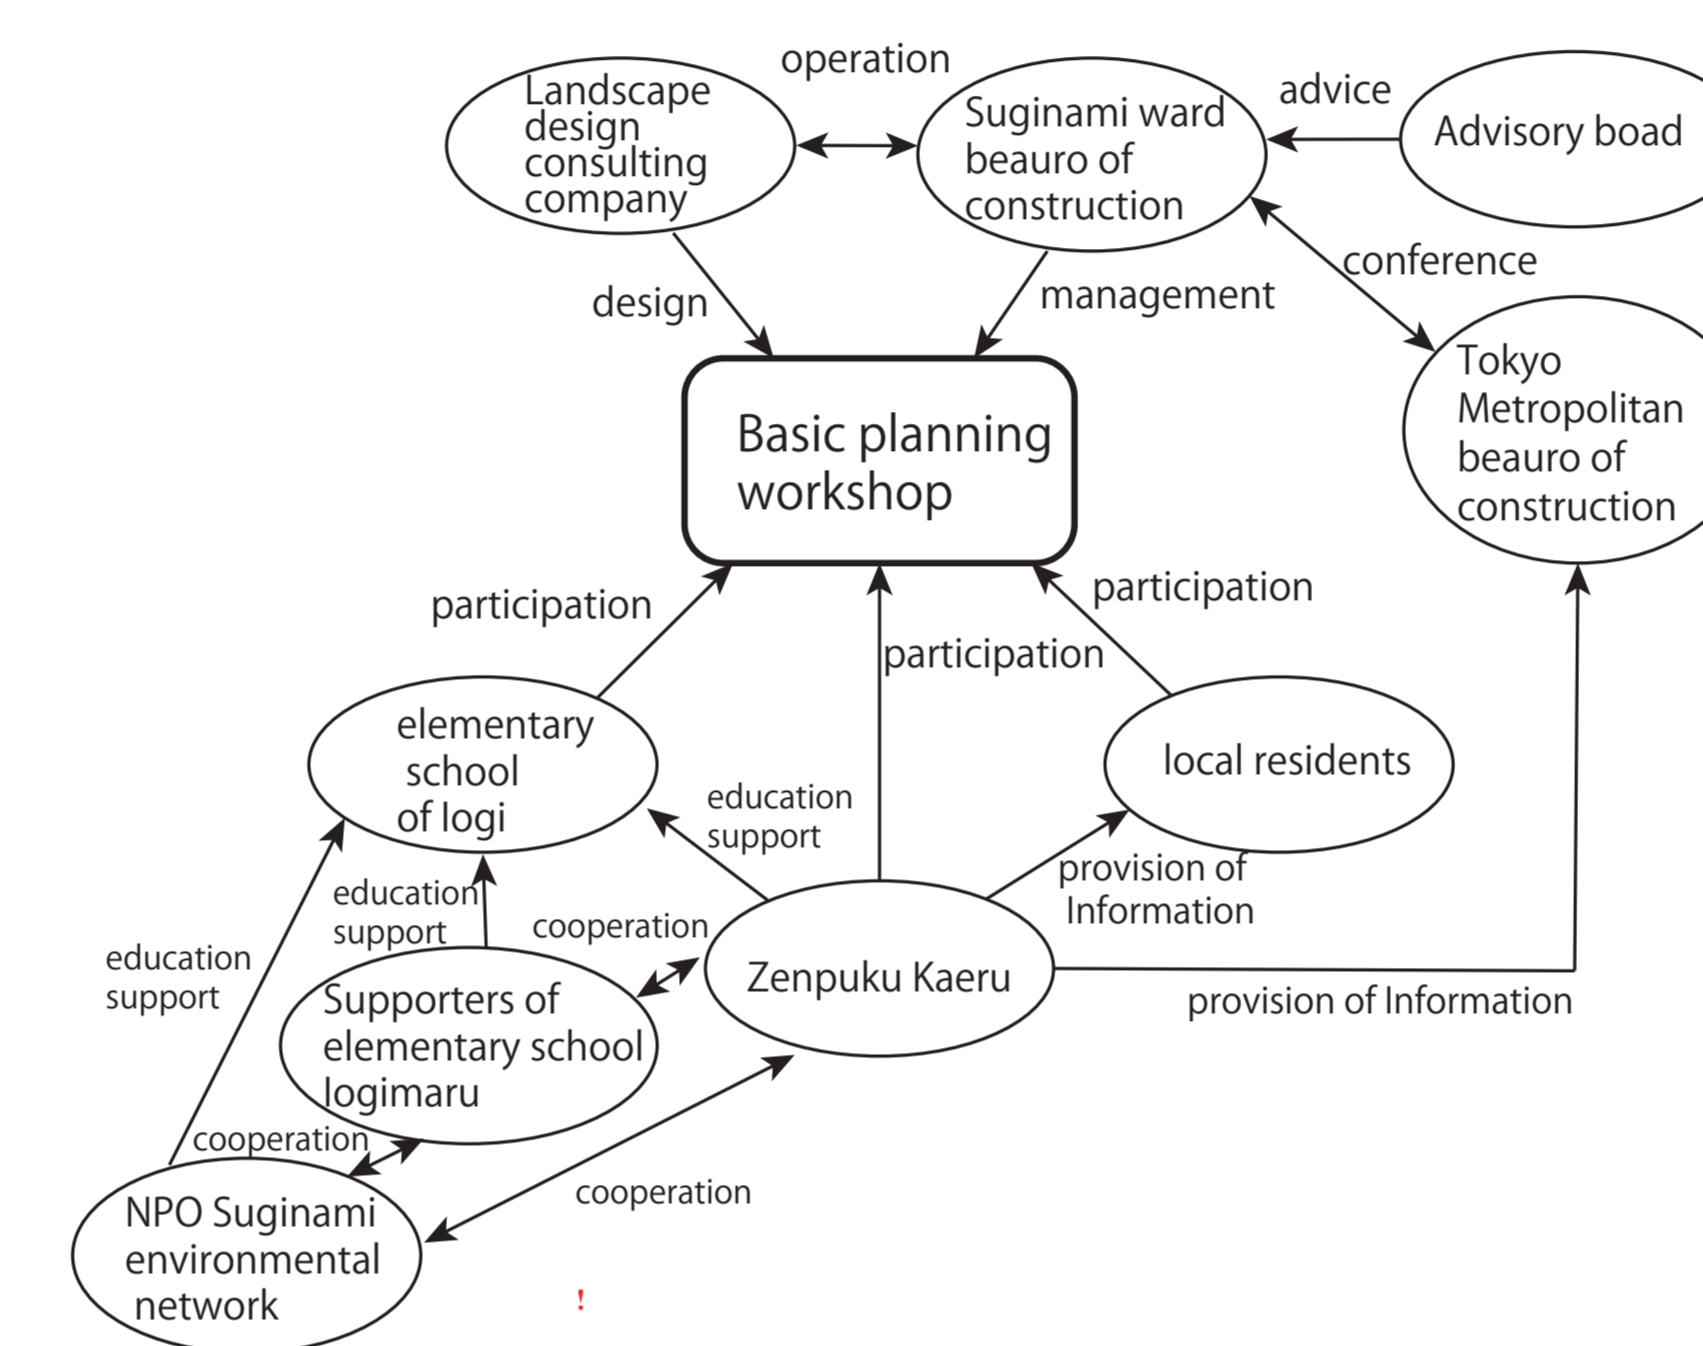 operation
Landscape
design
consulting
company
Suginami ward
beauro of
construction
advice
Advisory boad
conference
design
management
Tokyo
Metropolitan
beauro of
construction
Basic planning
workshop
participation
participation
participation
elementary
school
of logi
local residents
education
support
provision of
Information
education
support
cooperation
education
support
Zenpuku Kaeru
provision of Information
Supporters of
elementary school
logimaru
cooperation
cooperation
NPO Suginami
environmental
network
!